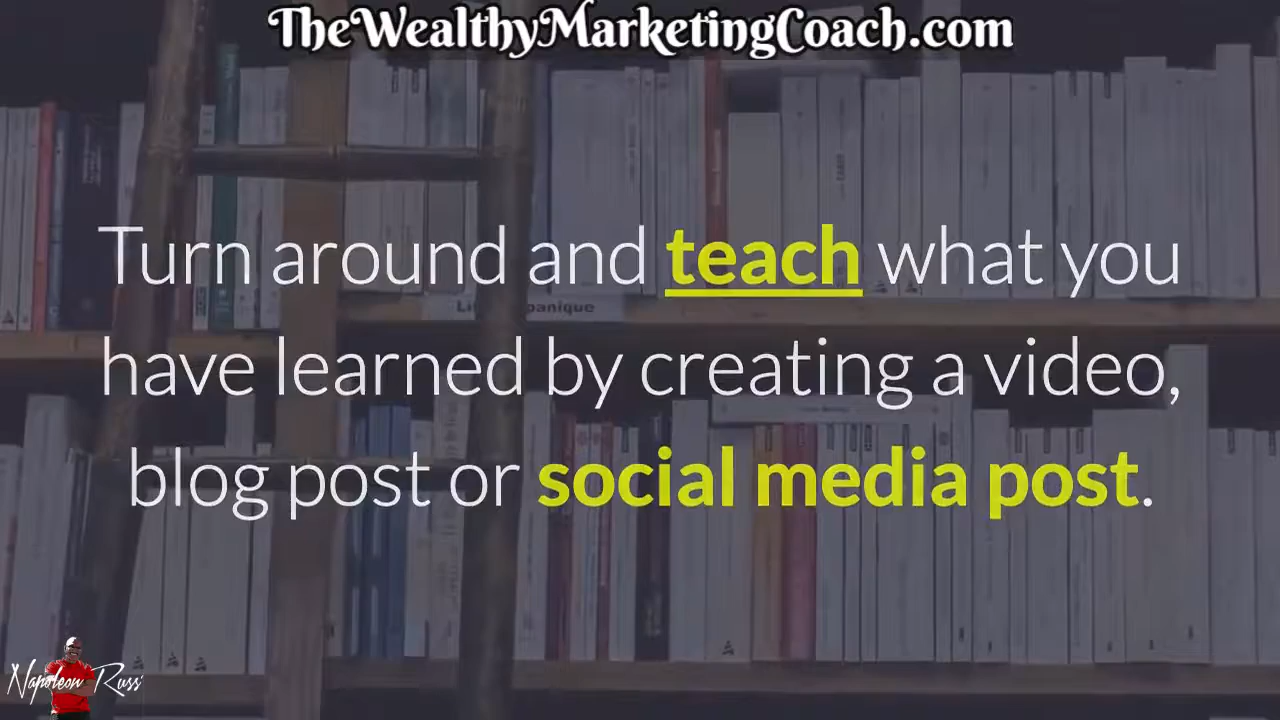 TheWealthyMarketingCoach.com
Turn around and teach what you
have learned by creating a video,
blog post or social media post.
Napoleon Russ